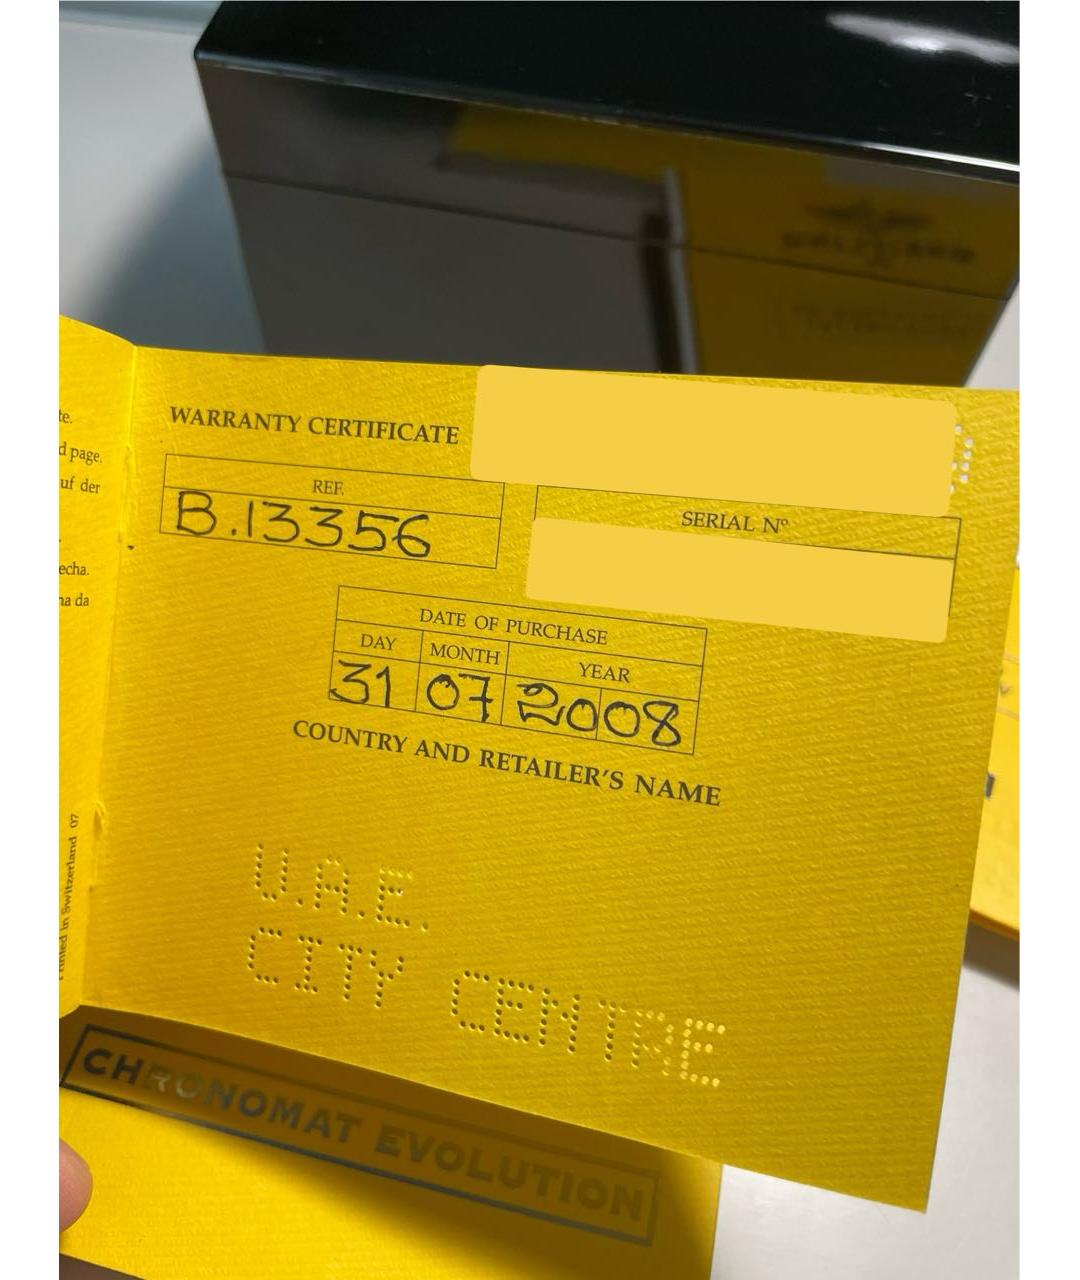 te.
d page.
uf der
echa.
na da
Printed in Switzerland 07
WARRANTY CERTIFICATE
REF.
B.13356
SERIAL Nº
DATE OF PURCHASE
DAY MONTH YEAR
31 07 2008
COUNTRY AND RETAILER'S NAME
U.A.E.
CITY CENTRE
CHRONOMAT EVOLUTION